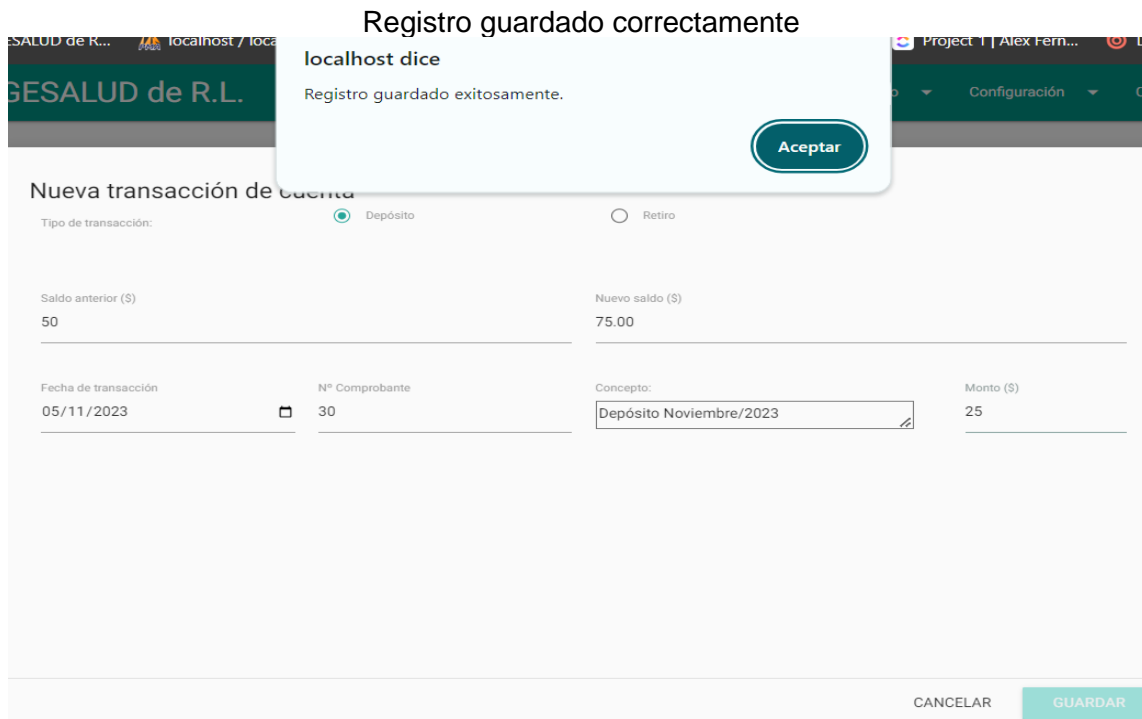 Registro guardado correctamente
localhost / loca
Project 1 | Alex Fern...
localhost dice
Registro guardado exitosamente.
Aceptar
GESALUD de R.L.
Configuración
Nueva transacción de cuenta
Tipo de transacción:
Depósito
Retiro
Saldo anterior ($)
Nuevo saldo ($)
50
75.00
Fecha de transacción
Nº Comprobante
Concepto:
Monto ($)
05/11/2023
30
Depósito Noviembre/2023
25
CANCELAR
GUARDAR